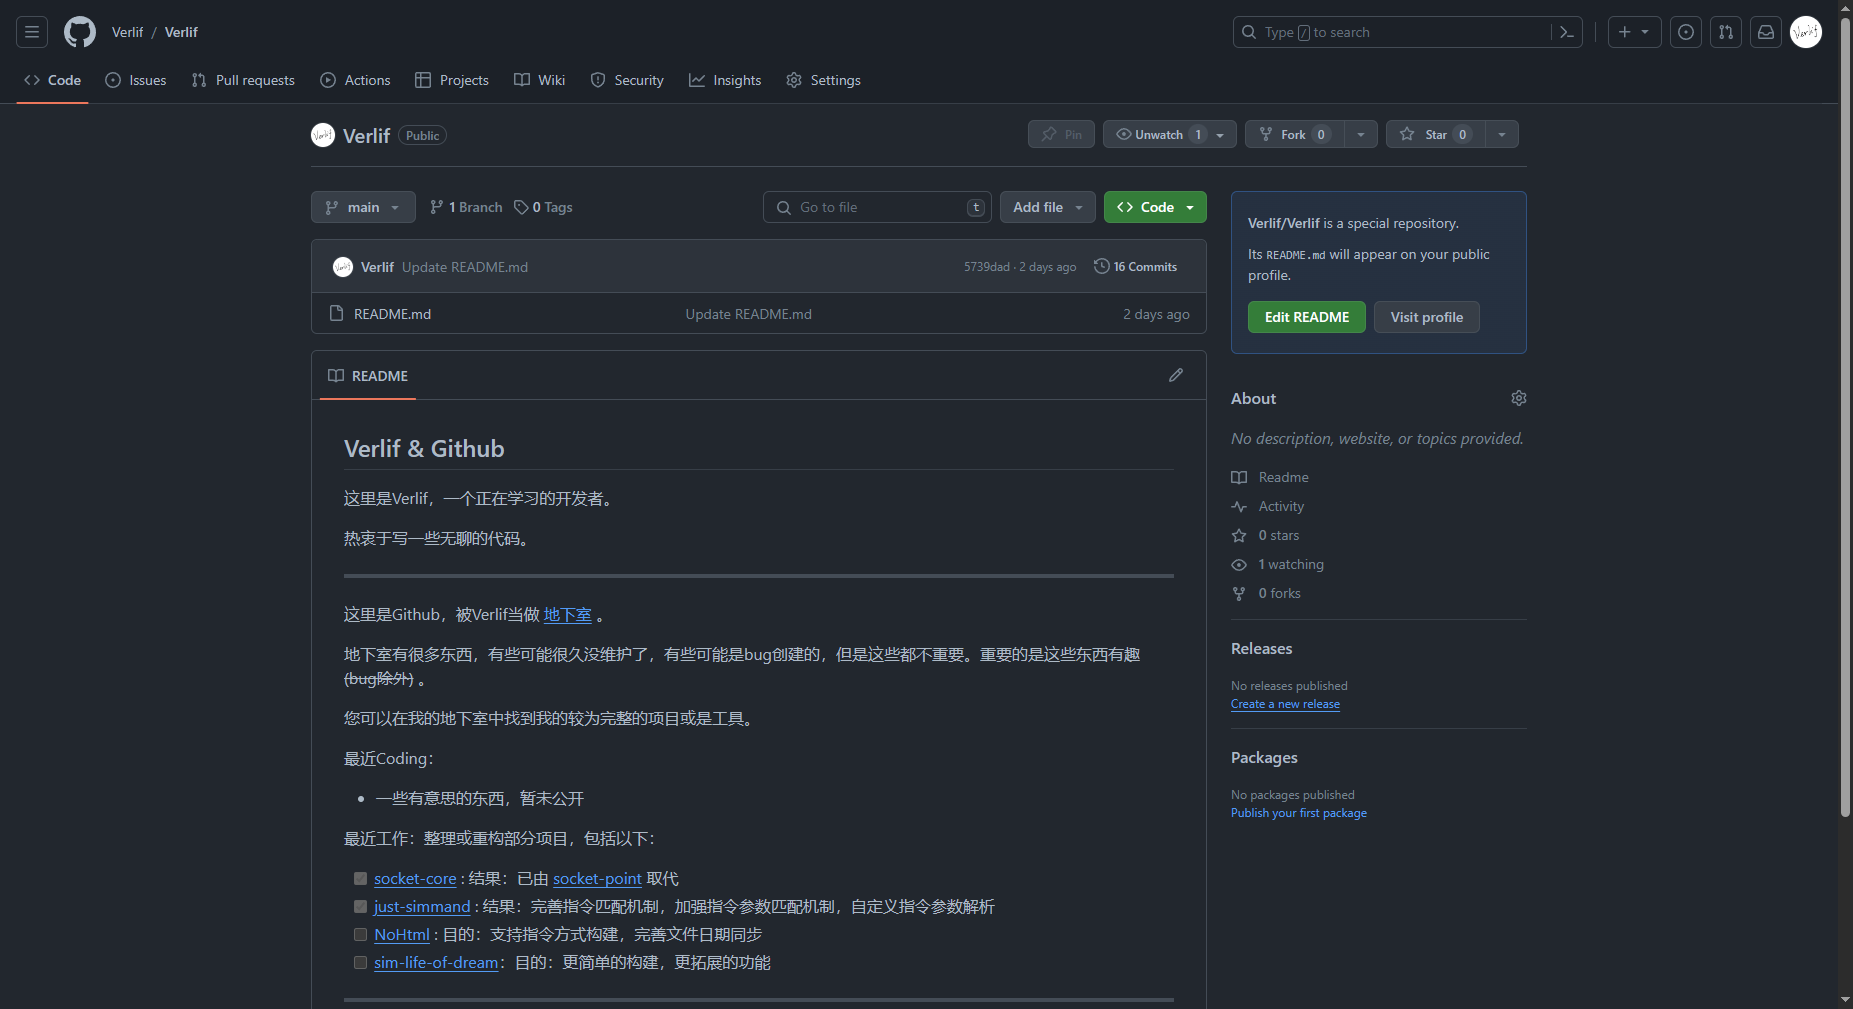 Verlif / Verlif
Type / to search
Code Issues Pull requests Actions Projects Wiki Security Insights Settings
Verlif Verlif Public
Pin Unwatch 1 Fork 0 Star 0
main 1 Branch 0 Tags Go to file t Add file Code
Verlif Update README.md 5739dad · 2 days ago 16 Commits
README.md Update README.md 2 days ago
README
Verlif & Github
这里是Verlif，一个正在学习的开发者。
热衷于写一些无聊的代码。
这里是Github，被Verlif当做 地下室 。
地下室有很多东西，有些可能很久没维护了，有些可能是bug创建的，但是这些都不重要。重要的是这些东西有趣
(bug除外) 。
您可以在我的地下室中找到我的较为完整的项目或是工具。
最近Coding：
一些有意思的东西，暂未公开
最近工作：整理或重构部分项目，包括以下：
socket-core : 结果：已由 socket-point 取代
just-simmand : 结果：完善指令匹配机制，加强指令参数匹配机制，自定义指令参数解析
NoHtml : 目的：支持指令方式构建，完善文件日期同步
sim-life-of-dream：目的：更简单的构建，更拓展的功能
Verlif/Verlif is a special repository.
Its README.md will appear on your public
profile.
Edit README Visit profile
About
No description, website, or topics provided.
Readme
Activity
0 stars
1 watching
0 forks
Releases
No releases published
Create a new release
Packages
No packages published
Publish your first package